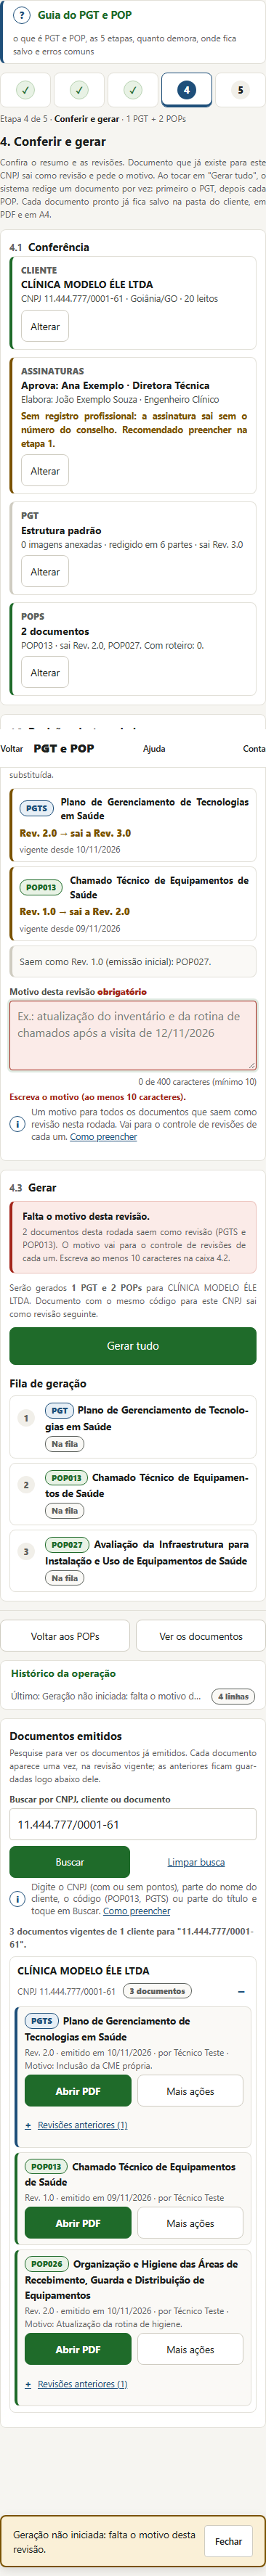 ? Guia do PGT e POP
o que é PGT e POP, as 5 etapas, quanto demora, onde fica
salvo e erros comuns
✓ ✓ ✓ 4 5
Etapa 4 de 5 · Conferir e gerar · 1 PGT + 2 POPs
4. Conferir e gerar
Confira o resumo e as revisões. Documento que já existe para este
CNPJ sai como revisão e pede o motivo. Ao tocar em "Gerar tudo", o
sistema redige um documento por vez: primeiro o PGT, depois cada
POP. Cada documento pronto já fica salvo na pasta do cliente, em
PDF e em A4.
4.1 Conferência
CLIENTE
CLÍNICA MODELO ÉLE LTDA
CNPJ 11.444.777/0001-61 · Goiânia/GO · 20 leitos
Alterar
ASSINATURAS
Aprova: Ana Exemplo · Diretora Técnica
Elabora: João Exemplo Souza · Engenheiro Clínico
Sem registro profissional: a assinatura sai sem o
número do conselho. Recomendado preencher na
etapa 1.
Alterar
PGT
Estrutura padrão
0 imagens anexadas · redigido em 6 partes · sai Rev. 3.0
Alterar
POPS
2 documentos
POP013 · sai Rev. 2.0, POP027. Com roteiro: 0.
Alterar
Voltar PGT e POP Ajuda Conta
substituída.
PGTS Plano de Gerenciamento de Tecnologias
em Saúde
Rev. 2.0 → sai a Rev. 3.0
vigente desde 10/11/2026
POP013 Chamado Técnico de Equipamentos de
Saúde
Rev. 1.0 → sai a Rev. 2.0
vigente desde 09/11/2026
Saem como Rev. 1.0 (emissão inicial): POP027.
Motivo desta revisão obrigatório
Ex.: atualização do inventário e da rotina de
chamados após a visita de 12/11/2026
0 de 400 caracteres (mínimo 10)
Escreva o motivo (ao menos 10 caracteres).
i Um motivo para todos os documentos que saem como
revisão nesta rodada. Vai para o controle de revisões de
cada um. Como preencher
4.3 Gerar
Falta o motivo desta revisão.
2 documentos desta rodada saem como revisão (PGTS e
POP013). O motivo vai para o controle de revisões de
cada um. Escreva ao menos 10 caracteres na caixa 4.2.
Serão gerados 1 PGT e 2 POPs para CLÍNICA MODELO ÉLE
LTDA. Documento com o mesmo código para este CNPJ sai
como revisão seguinte.
Gerar tudo
Fila de geração
1 PGT Plano de Gerenciamento de Tecnolo-
gias em Saúde
Na fila
2 POP013 Chamado Técnico de Equipamen-
tos de Saúde
Na fila
3 POP027 Avaliação da Infraestrutura para
Instalação e Uso de Equipamentos de Saúde
Na fila
Voltar aos POPs Ver os documentos
Histórico da operação
Último: Geração não iniciada: falta o motivo d... 4 linhas
Documentos emitidos
Pesquise para ver os documentos já emitidos. Cada documento
aparece uma vez, na revisão vigente; as anteriores ficam guar-
dadas logo abaixo dele.
Buscar por CNPJ, cliente ou documento
11.444.777/0001-61
Buscar Limpar busca
i Digite o CNPJ (com ou sem pontos), parte do nome do
cliente, o código (POP013, PGTS) ou parte do título e
toque em Buscar. Como preencher
3 documentos vigentes de 1 cliente para "11.444.777/0001-
61".
CLÍNICA MODELO ÉLE LTDA
CNPJ 11.444.777/0001-61 3 documentos −
PGTS Plano de Gerenciamento de
Tecnologias em Saúde
Rev. 2.0 · emitido em 10/11/2026 · por Técnico Teste ·
Motivo: Inclusão da CME própria.
Abrir PDF Mais ações
+ Revisões anteriores (1)
POP013 Chamado Técnico de Equipamentos
de Saúde
Rev. 1.0 · emitido em 09/11/2026 · por Técnico Teste
Abrir PDF Mais ações
POP026 Organização e Higiene das Áreas de
Recebimento, Guarda e Distribuição de
Equipamentos
Rev. 2.0 · emitido em 10/11/2026 · por Técnico Teste ·
Motivo: Atualização da rotina de higiene.
Abrir PDF Mais ações
+ Revisões anteriores (1)
Geração não iniciada: falta o motivo desta
revisão.
Fechar